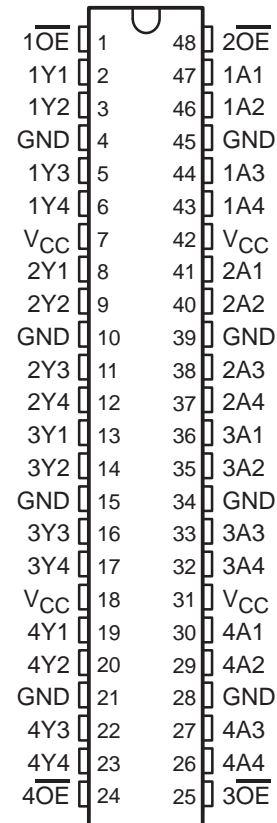 1O̅E̅ 1 48 2O̅E̅
1Y1 2 47 1A1
1Y2 3 46 1A2
GND 4 45 GND
1Y3 5 44 1A3
1Y4 6 43 1A4
VCC 7 42 VCC
2Y1 8 41 2A1
2Y2 9 40 2A2
GND 10 39 GND
2Y3 11 38 2A3
2Y4 12 37 2A4
3Y1 13 36 3A1
3Y2 14 35 3A2
GND 15 34 GND
3Y3 16 33 3A3
3Y4 17 32 3A4
VCC 18 31 VCC
4Y1 19 30 4A1
4Y2 20 29 4A2
GND 21 28 GND
4Y3 22 27 4A3
4Y4 23 26 4A4
4O̅E̅ 24 25 3O̅E̅